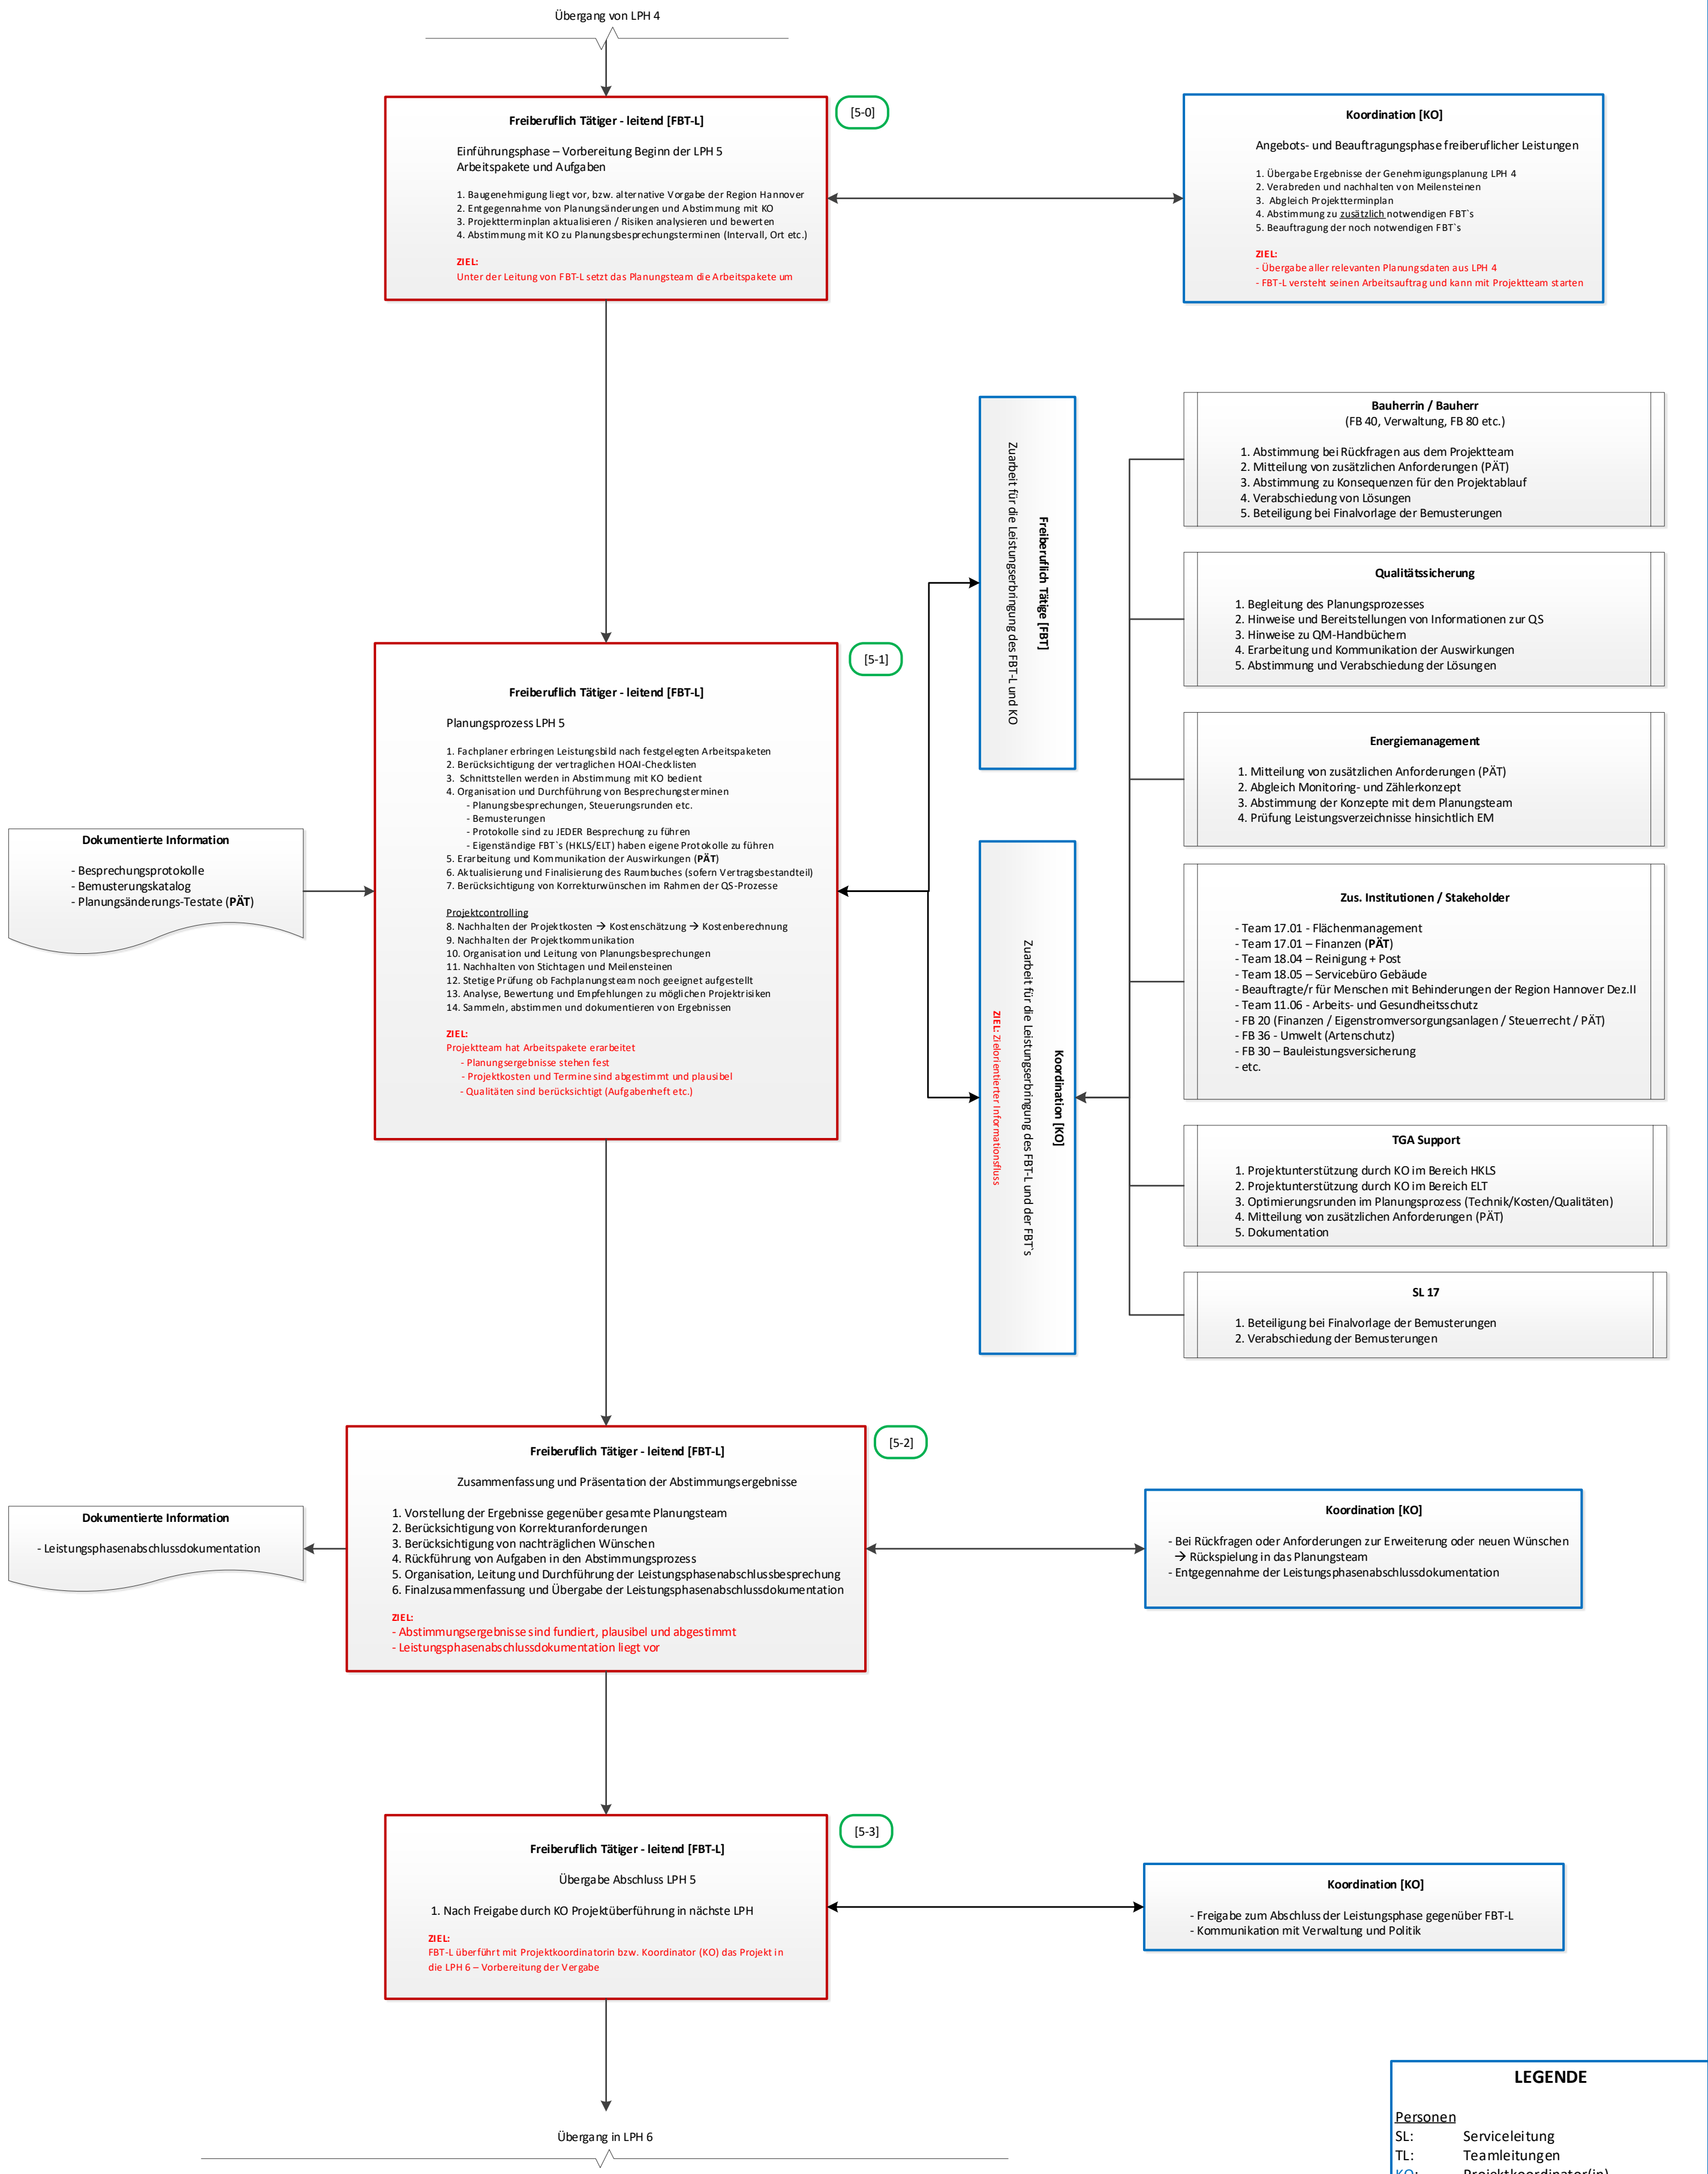 Übergang von LPH 4
Freiberuflich Tätiger - leitend [FBT-L]
Einführungsphase – Vorbereitung Beginn der LPH 5
Arbeitspakete und Aufgaben
1. Baugenehmigung liegt vor, bzw. alternative Vorgabe der Region Hannover
2. Entgegennahme von Planungsänderungen und Abstimmung mit KO
3. Projektterminplan aktualisieren / Risiken analysieren und bewerten
4. Abstimmung mit KO zu Planungsbesprechungsterminen (Intervall, Ort etc.)
ZIEL:
Unter der Leitung von FBT-L setzt das Planungsteam die Arbeitspakete um
[5-0]
Koordination [KO]
Angebots- und Beauftragungsphase freiberuflicher Leistungen
1. Übergabe Ergebnisse der Genehmigungsplanung LPH 4
2. Verabreden und nachhalten von Meilensteinen
3. Abgleich Projektterminplan
4. Abstimmung zu zusätzlich notwendigen FBT`s
5. Beauftragung der noch notwendigen FBT`s
ZIEL:
- Übergabe aller relevanten Planungsdaten aus LPH 4
- FBT-L versteht seinen Arbeitsauftrag und kann mit Projektteam starten
Dokumentierte Information
- Besprechungsprotokolle
- Bemusterungskatalog
- Planungsänderungs-Testate (PÄT)
Freiberuflich Tätiger - leitend [FBT-L]
Planungsprozess LPH 5
1. Fachplaner erbringen Leistungsbild nach festgelegten Arbeitspaketen
2. Berücksichtigung der vertraglichen HOAI-Checklisten
3. Schnittstellen werden in Abstimmung mit KO bedient
4. Organisation und Durchführung von Besprechungsterminen
- Planungsbesprechungen, Steuerungsrunden etc.
- Bemusterungen
- Protokolle sind zu JEDER Besprechung zu führen
- Eigenständige FBT`s (HKLS/ELT) haben eigene Protokolle zu führen
5. Erarbeitung und Kommunikation der Auswirkungen (PÄT)
6. Aktualisierung und Finalisierung des Raumbuches (sofern Vertragsbestandteil)
7. Berücksichtigung von Korrekturwünschen im Rahmen der QS-Prozesse
Projektcontrolling
8. Nachhalten der Projektkosten → Kostenschätzung → Kostenberechnung
9. Nachhalten der Projektkommunikation
10. Organisation und Leitung von Planungsbesprechungen
11. Nachhalten von Stichtagen und Meilensteinen
12. Stetige Prüfung ob Fachplanungsteam noch geeignet aufgestellt
13. Analyse, Bewertung und Empfehlungen zu möglichen Projektrisiken
14. Sammeln, abstimmen und dokumentieren von Ergebnissen
ZIEL:
Projektteam hat Arbeitspakete erarbeitet
- Planungsergebnisse stehen fest
- Projektkosten und Termine sind abgestimmt und plausibel
- Qualitäten sind berücksichtigt (Aufgabenheft etc.)
[5-1]
Freiberuflich Tätige [FBT]
Zuarbeit für die Leistungserbringung des FBT-L und KO
Koordination [KO]
Zuarbeit für die Leistungserbringung des FBT-L und der FBT`s
ZIEL: Zielorientierter Informationsfluss
Bauherrin / Bauherr
(FB 40, Verwaltung, FB 80 etc.)
1. Abstimmung bei Rückfragen aus dem Projektteam
2. Mitteilung von zusätzlichen Anforderungen (PÄT)
3. Abstimmung zu Konsequenzen für den Projektablauf
4. Verabschiedung von Lösungen
5. Beteiligung bei Finalvorlage der Bemusterungen
Qualitätssicherung
1. Begleitung des Planungsprozesses
2. Hinweise und Bereitstellungen von Informationen zur QS
3. Hinweise zu QM-Handbüchern
4. Erarbeitung und Kommunikation der Auswirkungen
5. Abstimmung und Verabschiedung der Lösungen
Energiemanagement
1. Mitteilung von zusätzlichen Anforderungen (PÄT)
2. Abgleich Monitoring- und Zählerkonzept
3. Abstimmung der Konzepte mit dem Planungsteam
4. Prüfung Leistungsverzeichnisse hinsichtlich EM
Zus. Institutionen / Stakeholder
- Team 17.01 - Flächenmanagement
- Team 17.01 – Finanzen (PÄT)
- Team 18.04 – Reinigung + Post
- Team 18.05 – Servicebüro Gebäude
- Beauftragte/r für Menschen mit Behinderungen der Region Hannover Dez.II
- Team 11.06 - Arbeits- und Gesundheitsschutz
- FB 20 (Finanzen / Eigenstromversorgungsanlagen / Steuerrecht / PÄT)
- FB 36 - Umwelt (Artenschutz)
- FB 30 – Bauleistungsversicherung
- etc.
TGA Support
1. Projektunterstützung durch KO im Bereich HKLS
2. Projektunterstützung durch KO im Bereich ELT
3. Optimierungsrunden im Planungsprozess (Technik/Kosten/Qualitäten)
4. Mitteilung von zusätzlichen Anforderungen (PÄT)
5. Dokumentation
SL 17
1. Beteiligung bei Finalvorlage der Bemusterungen
2. Verabschiedung der Bemusterungen
Dokumentierte Information
- Leistungsphasenabschlussdokumentation
Freiberuflich Tätiger - leitend [FBT-L]
Zusammenfassung und Präsentation der Abstimmungsergebnisse
1. Vorstellung der Ergebnisse gegenüber gesamte Planungsteam
2. Berücksichtigung von Korrekturanforderungen
3. Berücksichtigung von nachträglichen Wünschen
4. Rückführung von Aufgaben in den Abstimmungsprozess
5. Organisation, Leitung und Durchführung der Leistungsphasenabschlussbesprechung
6. Finalzusammenfassung und Übergabe der Leistungsphasenabschlussdokumentation
ZIEL:
- Abstimmungsergebnisse sind fundiert, plausibel und abgestimmt
- Leistungsphasenabschlussdokumentation liegt vor
[5-2]
Koordination [KO]
- Bei Rückfragen oder Anforderungen zur Erweiterung oder neuen Wünschen
→ Rückspielung in das Planungsteam
- Entgegennahme der Leistungsphasenabschlussdokumentation
Freiberuflich Tätiger - leitend [FBT-L]
Übergabe Abschluss LPH 5
1. Nach Freigabe durch KO Projektüberführung in nächste LPH
ZIEL:
FBT-L überführt mit Projektkoordinatorin bzw. Koordinator (KO) das Projekt in
die LPH 6 – Vorbereitung der Vergabe
[5-3]
Koordination [KO]
- Freigabe zum Abschluss der Leistungsphase gegenüber FBT-L
- Kommunikation mit Verwaltung und Politik
Übergang in LPH 6
LEGENDE
Personen
SL: Serviceleitung
TL: Teamleitungen
KO: Projektkoordinator(in)